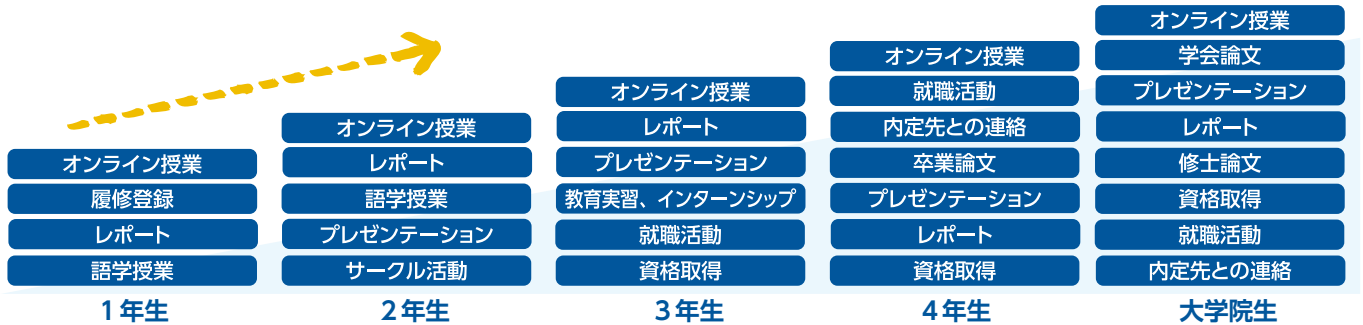 オンライン授業
履修登録
レポート
語学授業
1年生
オンライン授業
レポート
語学授業
プレゼンテーション
サークル活動
2年生
オンライン授業
レポート
プレゼンテーション
教育実習、インターンシップ
就職活動
資格取得
3年生
オンライン授業
就職活動
内定先との連絡
卒業論文
プレゼンテーション
レポート
資格取得
4年生
オンライン授業
学会論文
プレゼンテーション
レポート
修士論文
資格取得
就職活動
内定先との連絡
大学院生